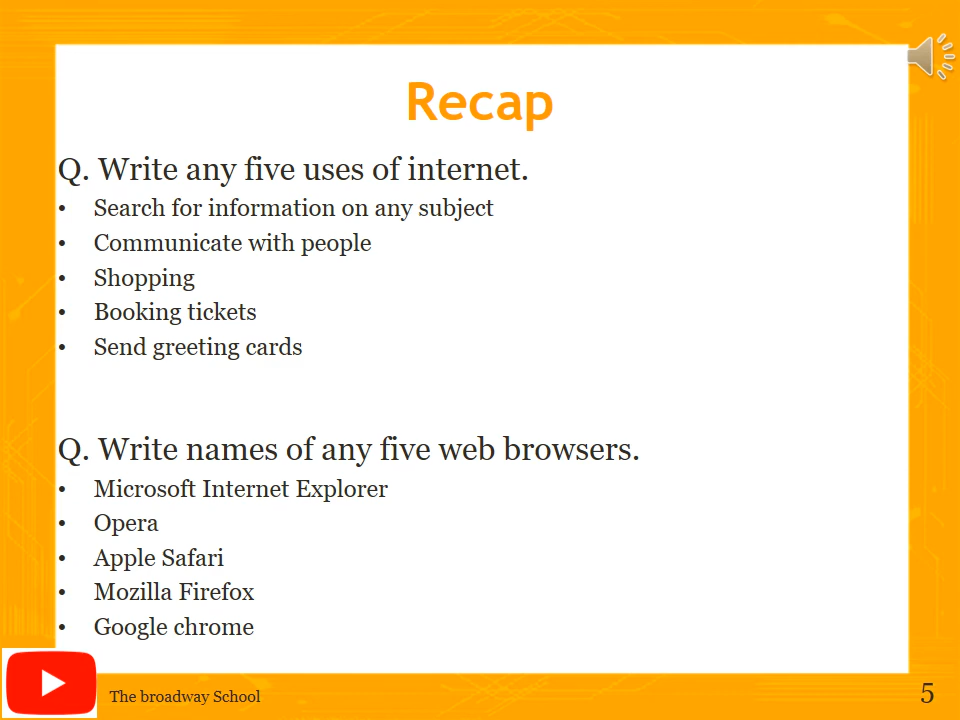 Recap
Q. Write any five uses of internet.
• Search for information on any subject
• Communicate with people
• Shopping
• Booking tickets
• Send greeting cards
Q. Write names of any five web browsers.
• Microsoft Internet Explorer
• Opera
• Apple Safari
• Mozilla Firefox
• Google chrome
The broadway School
5